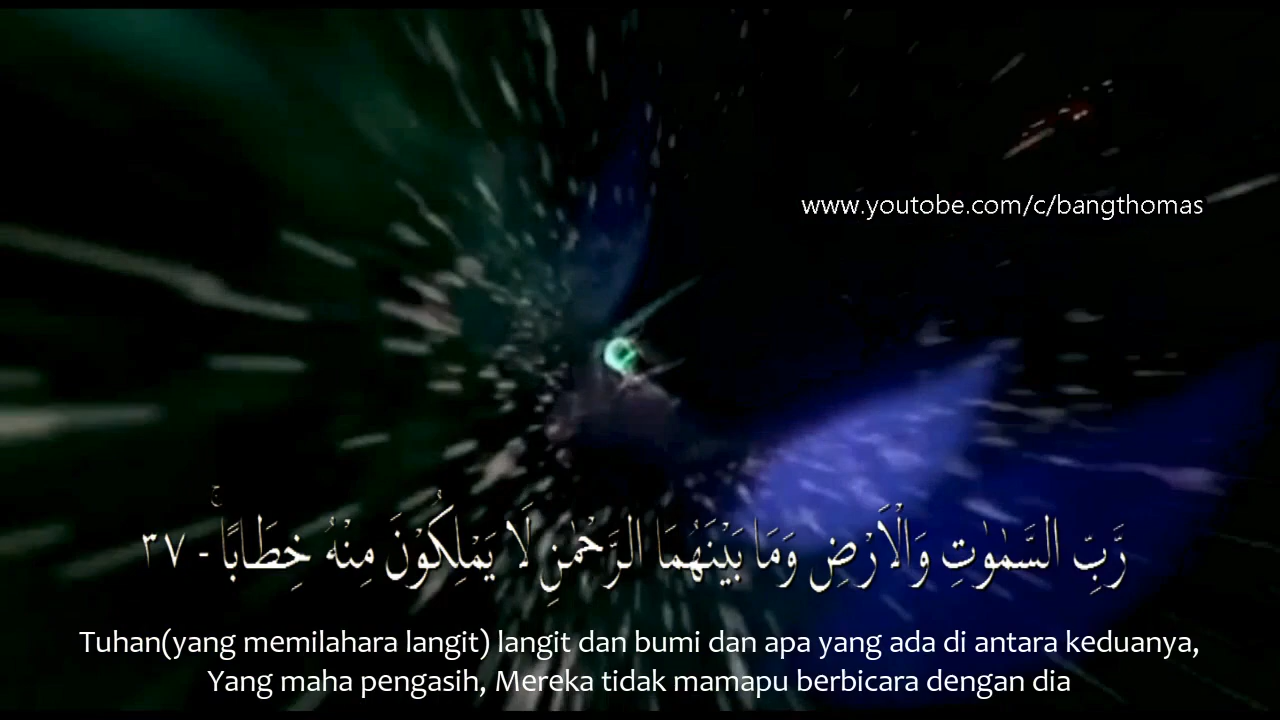 www.youtobe.com/c/bangthomas
رَّبِّ السَّمٰوٰتِ وَالْاَرْضِ وَمَا بَيْنَهُمَا الرَّحْمٰنِ لَا يَمْلِكُوْنَ مِنْهُ خِطَابًاۚ - ٣٧
Tuhan(yang memilahara langit) langit dan bumi dan apa yang ada di antara keduanya,
Yang maha pengasih, Mereka tidak mamapu berbicara dengan dia